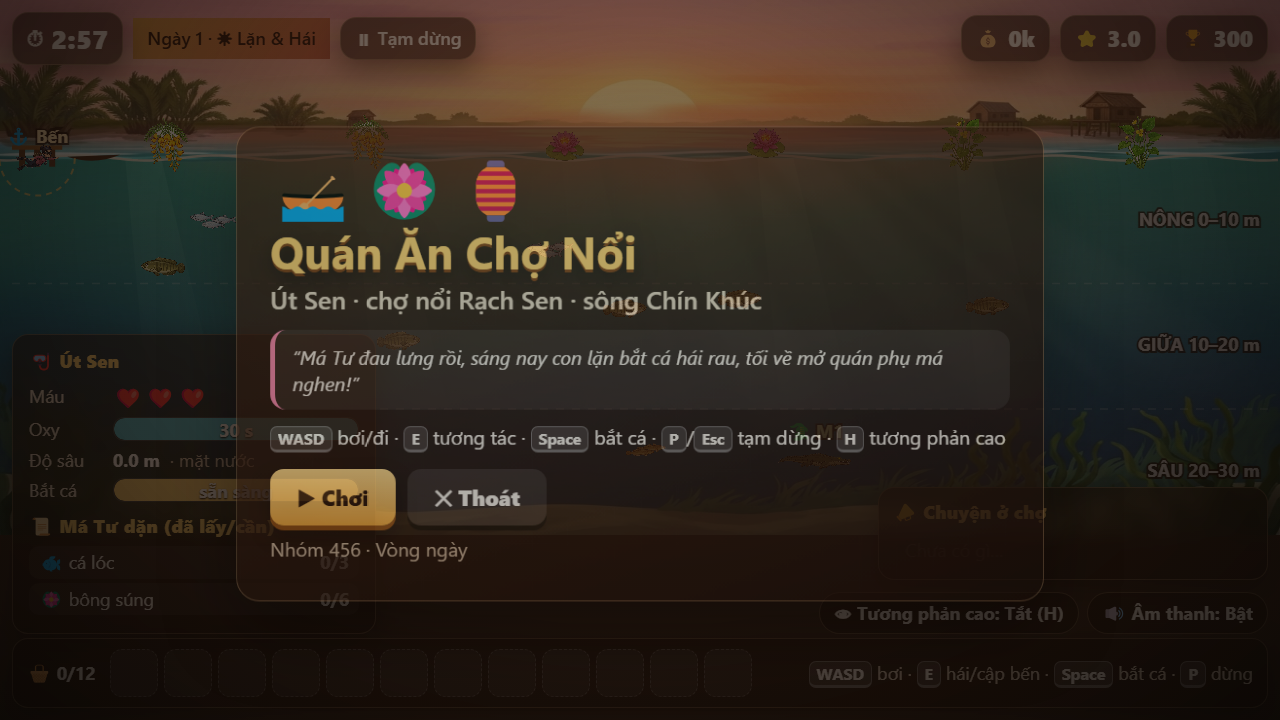 2:57
Ngày 1 · ☀ Lặn & Hái
Tạm dừng
0k
3.0
300
Bến
NÔNG 0–10 m
Quán Ăn Chợ Nổi
Út Sen · chợ nổi Rạch Sen · sông Chín Khúc
“Má Tư đau lưng rồi, sáng nay con lặn bắt cá hái rau, tối về mở quán phụ má
nghen!”
WASD bơi/đi · E tương tác · Space bắt cá · P/Esc tạm dừng · H tương phản cao
▶ Chơi
✕ Thoát
Nhóm 456 · Vòng ngày
GIỮA 10–20 m
SÂU 20–30 m
Út Sen
Máu
Oxy 30 s
Độ sâu 0.0 m · mặt nước
Bắt cá sẵn sàng
Má Tư dặn (đã lấy/cần)
cá lóc 0/3
bông súng 0/6
Chuyện ở chợ
Tương phản cao: Tắt (H)
Âm thanh: Bật
0/12
WASD bơi · E hái/cập bến · Space bắt cá · P dừng